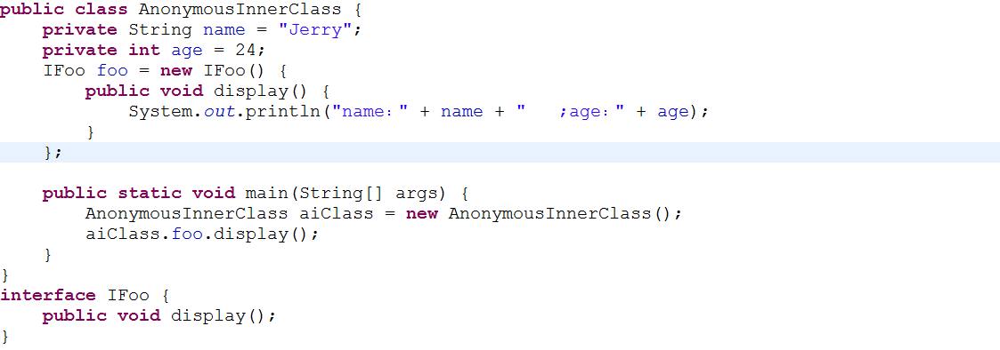 public class AnonymousInnerClass {
    private String name = "Jerry";
    private int age = 24;
    IFoo foo = new IFoo() {
        public void display() {
            System.out.println("name：" + name + "   ;age：" + age);
        }
    };
    public static void main(String[] args) {
        AnonymousInnerClass aiClass = new AnonymousInnerClass();
        aiClass.foo.display();
    }
}
interface IFoo {
    public void display();
}